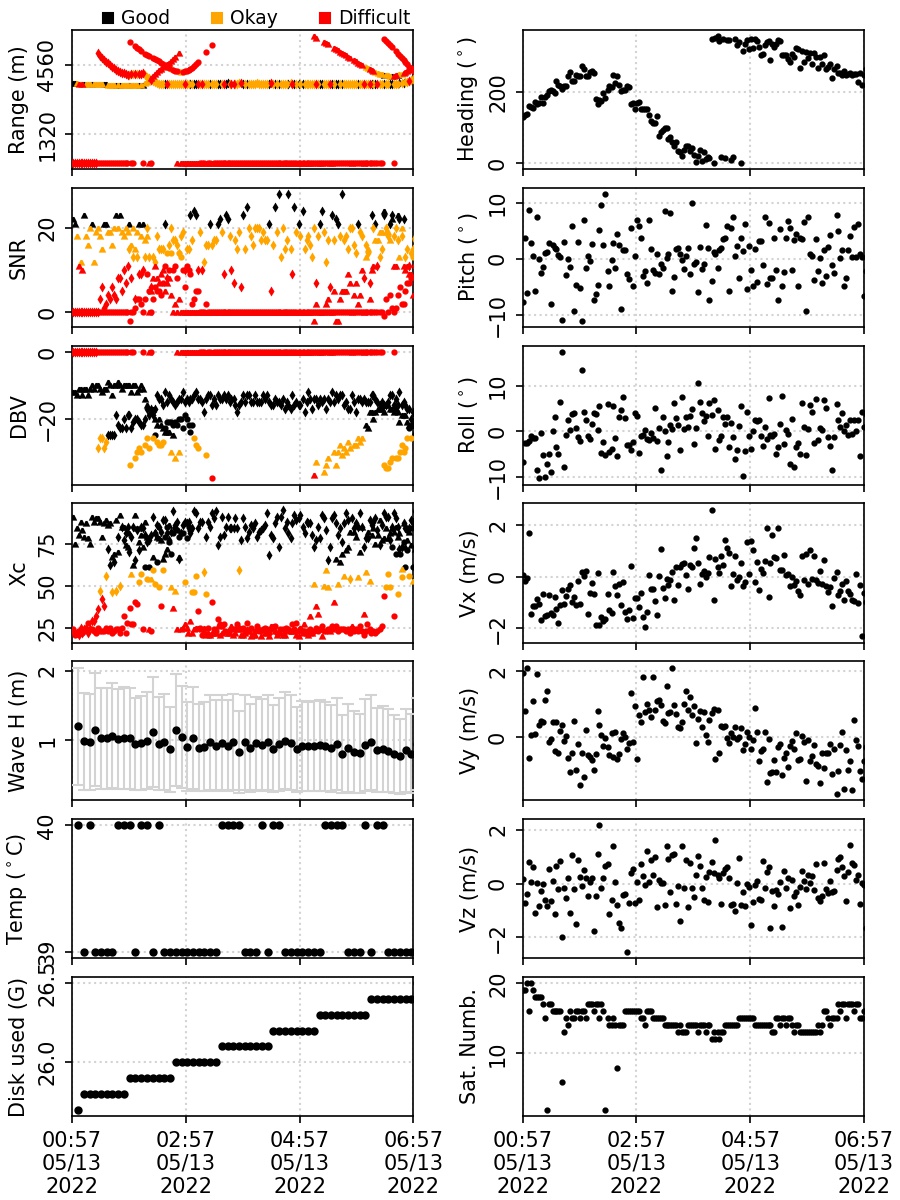 Good Okay Difficult
Range (m)
4560
1320
Heading (°)
200
0
SNR
20
0
Pitch (°)
10
0
−10
DBV
0
−20
Roll (°)
10
0
−10
Xc
75
50
25
Vx (m/s)
2
0
−2
Wave H (m)
2
1
Vy (m/s)
2
0
Temp (°C)
40
39
Vz (m/s)
2
0
−2
Disk used (G)
26.5
26.0
Sat. Numb.
20
10
00:57 02:57 04:57 06:57
05/13 05/13 05/13 05/13
2022 2022 2022 2022
00:57 02:57 04:57 06:57
05/13 05/13 05/13 05/13
2022 2022 2022 2022